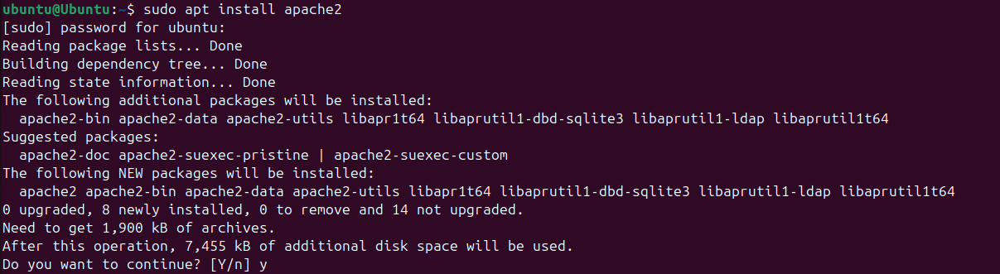 ubuntu@Ubuntu:~$ sudo apt install apache2
[sudo] password for ubuntu:
Reading package lists... Done
Building dependency tree... Done
Reading state information... Done
The following additional packages will be installed:
  apache2-bin apache2-data apache2-utils libapr1t64 libaprutil1-dbd-sqlite3 libaprutil1-ldap libaprutil1t64
Suggested packages:
  apache2-doc apache2-suexec-pristine | apache2-suexec-custom
The following NEW packages will be installed:
  apache2 apache2-bin apache2-data apache2-utils libapr1t64 libaprutil1-dbd-sqlite3 libaprutil1-ldap libaprutil1t64
0 upgraded, 8 newly installed, 0 to remove and 14 not upgraded.
Need to get 1,900 kB of archives.
After this operation, 7,455 kB of additional disk space will be used.
Do you want to continue? [Y/n] y